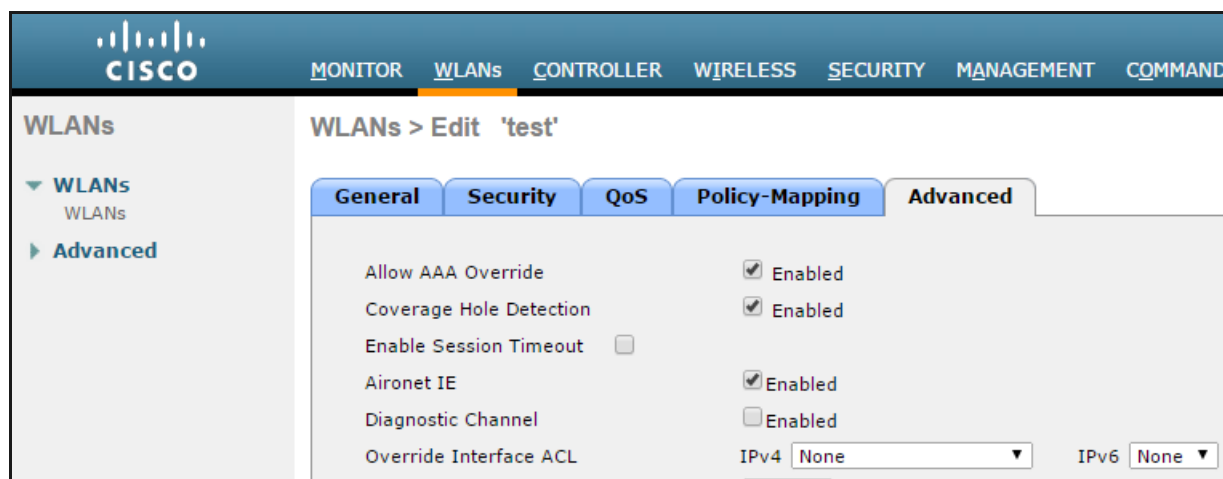 CISCO
MONITOR WLANs CONTROLLER WIRELESS SECURITY MANAGEMENT COMMAND
WLANs
WLANs
WLANs
Advanced
WLANs > Edit 'test'
General Security QoS Policy-Mapping Advanced
Allow AAA Override Enabled
Coverage Hole Detection Enabled
Enable Session Timeout
Aironet IE Enabled
Diagnostic Channel Enabled
Override Interface ACL IPv4 None IPv6 None